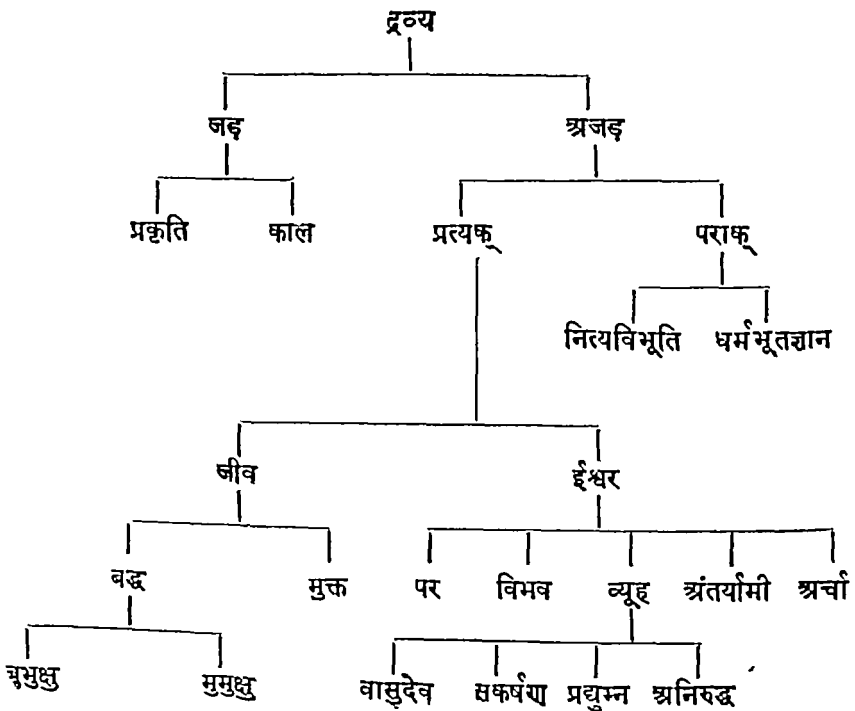 द्रव्य
जड़ अजड़
प्रकृति काल प्रत्यक् पराक्
नित्यविभूति धर्मभूतज्ञान
जीव ईश्वर
बद्ध मुक्त पर विभव व्यूह अंतर्यामी अर्चा
बुभुक्षु मुमुक्षु वासुदेव सकर्षण प्रद्युम्न अनिरुद्ध